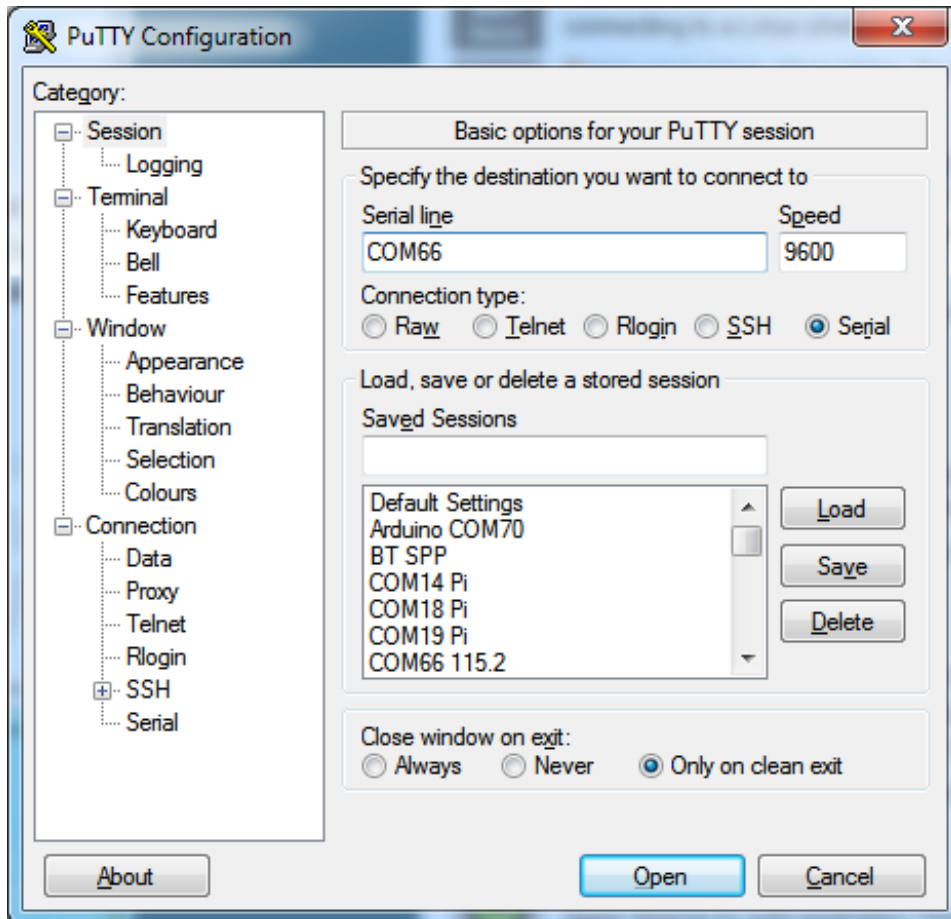 PuTTY Configuration
Category:
Session
Logging
Terminal
Keyboard
Bell
Features
Window
Appearance
Behaviour
Translation
Selection
Colours
Connection
Data
Proxy
Telnet
Rlogin
SSH
Serial
Basic options for your PuTTY session
Specify the destination you want to connect to
Serial line Speed
COM66 9600
Connection type:
Raw Telnet Rlogin SSH Serial
Load, save or delete a stored session
Saved Sessions
Default Settings
Arduino COM70
BT SPP
COM14 Pi
COM18 Pi
COM19 Pi
COM66 115.2
Load
Save
Delete
Close window on exit:
Always Never Only on clean exit
About Open Cancel